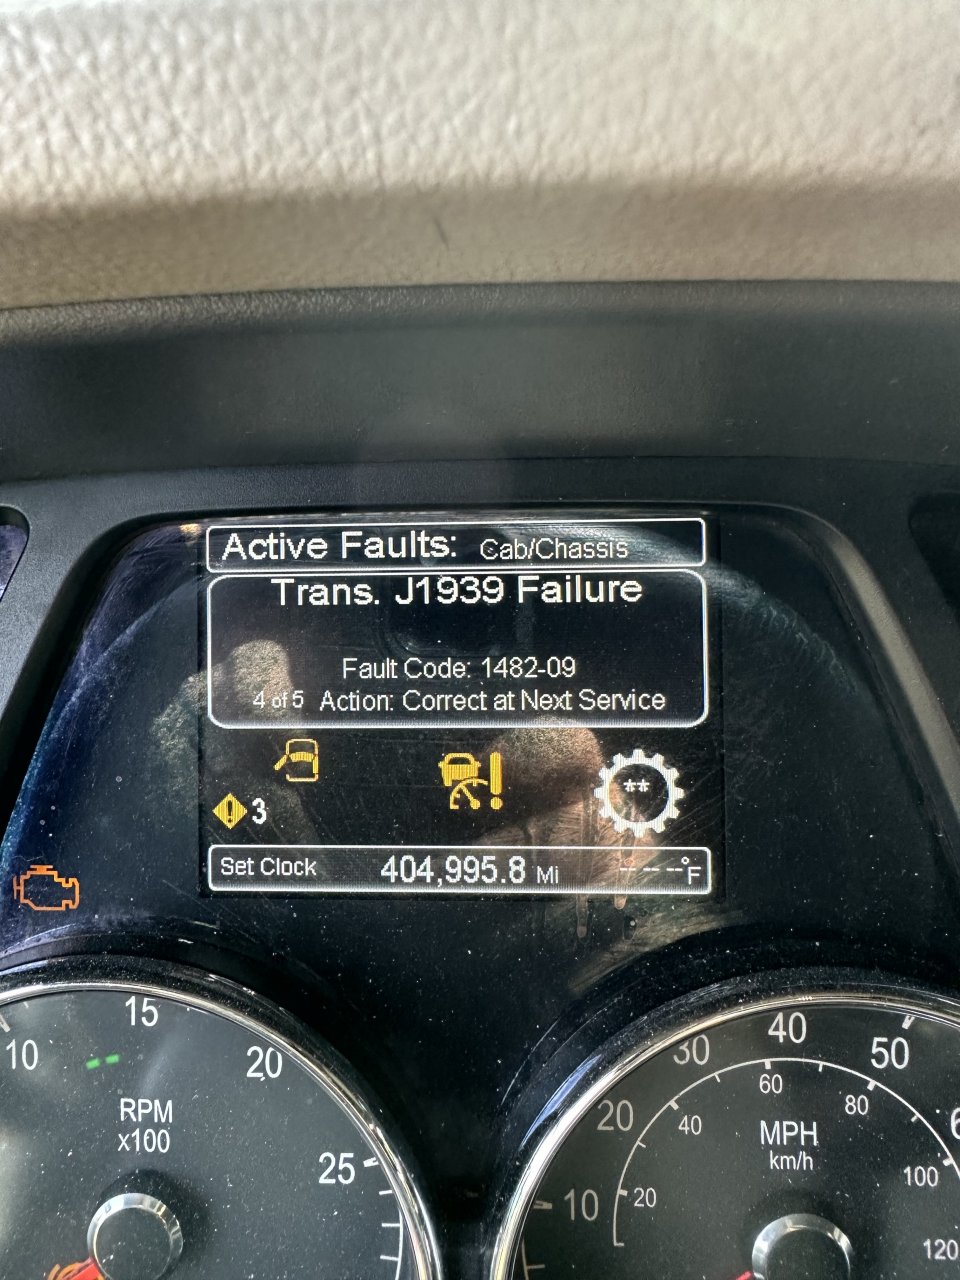 Active Faults: Cab/Chassis
Trans. J1939 Failure
Fault Code: 1482-09
4 of 5 Action: Correct at Next Service
**
3
Set Clock 404,995.8 Mi -- -- --°F
10 15 20 25
RPM
x100
10 20 30 40 50
20 40 60 80 100 120
MPH
km/h